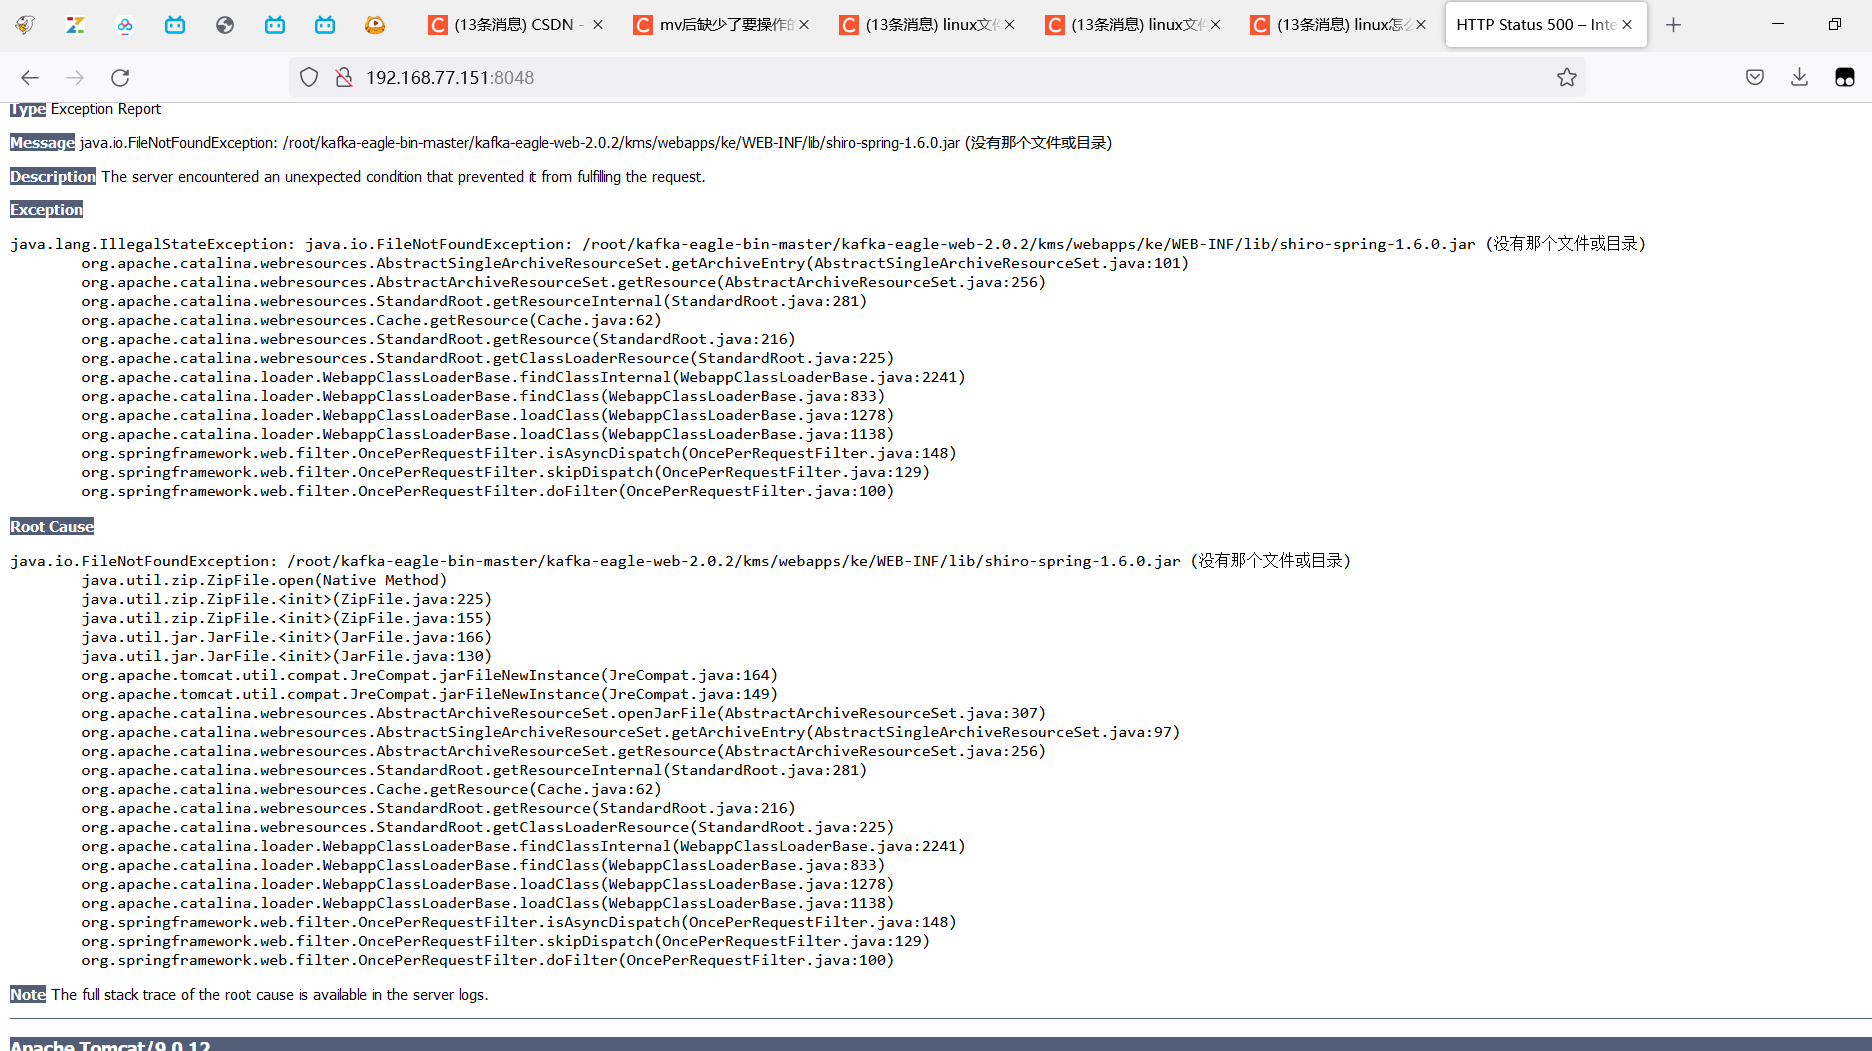 (13条消息) CSDN -
mv后缺少了要操作的
(13条消息) linux文件
(13条消息) linux文件
(13条消息) linux怎么
HTTP Status 500 – Inte
192.168.77.151:8048
Type Exception Report
Message java.io.FileNotFoundException: /root/kafka-eagle-bin-master/kafka-eagle-web-2.0.2/kms/webapps/ke/WEB-INF/lib/shiro-spring-1.6.0.jar (没有那个文件或目录)
Description The server encountered an unexpected condition that prevented it from fulfilling the request.
Exception
java.lang.IllegalStateException: java.io.FileNotFoundException: /root/kafka-eagle-bin-master/kafka-eagle-web-2.0.2/kms/webapps/ke/WEB-INF/lib/shiro-spring-1.6.0.jar (没有那个文件或目录)
org.apache.catalina.webresources.AbstractSingleArchiveResourceSet.getArchiveEntry(AbstractSingleArchiveResourceSet.java:101)
org.apache.catalina.webresources.AbstractArchiveResourceSet.getResource(AbstractArchiveResourceSet.java:256)
org.apache.catalina.webresources.StandardRoot.getResourceInternal(StandardRoot.java:281)
org.apache.catalina.webresources.Cache.getResource(Cache.java:62)
org.apache.catalina.webresources.StandardRoot.getResource(StandardRoot.java:216)
org.apache.catalina.webresources.StandardRoot.getClassLoaderResource(StandardRoot.java:225)
org.apache.catalina.loader.WebappClassLoaderBase.findClassInternal(WebappClassLoaderBase.java:2241)
org.apache.catalina.loader.WebappClassLoaderBase.findClass(WebappClassLoaderBase.java:833)
org.apache.catalina.loader.WebappClassLoaderBase.loadClass(WebappClassLoaderBase.java:1278)
org.apache.catalina.loader.WebappClassLoaderBase.loadClass(WebappClassLoaderBase.java:1138)
org.springframework.web.filter.OncePerRequestFilter.isAsyncDispatch(OncePerRequestFilter.java:148)
org.springframework.web.filter.OncePerRequestFilter.skipDispatch(OncePerRequestFilter.java:129)
org.springframework.web.filter.OncePerRequestFilter.doFilter(OncePerRequestFilter.java:100)
Root Cause
java.io.FileNotFoundException: /root/kafka-eagle-bin-master/kafka-eagle-web-2.0.2/kms/webapps/ke/WEB-INF/lib/shiro-spring-1.6.0.jar (没有那个文件或目录)
java.util.zip.ZipFile.open(Native Method)
java.util.zip.ZipFile.<init>(ZipFile.java:225)
java.util.zip.ZipFile.<init>(ZipFile.java:155)
java.util.jar.JarFile.<init>(JarFile.java:166)
java.util.jar.JarFile.<init>(JarFile.java:130)
org.apache.tomcat.util.compat.JreCompat.jarFileNewInstance(JreCompat.java:164)
org.apache.tomcat.util.compat.JreCompat.jarFileNewInstance(JreCompat.java:149)
org.apache.catalina.webresources.AbstractArchiveResourceSet.openJarFile(AbstractArchiveResourceSet.java:307)
org.apache.catalina.webresources.AbstractSingleArchiveResourceSet.getArchiveEntry(AbstractSingleArchiveResourceSet.java:97)
org.apache.catalina.webresources.AbstractArchiveResourceSet.getResource(AbstractArchiveResourceSet.java:256)
org.apache.catalina.webresources.StandardRoot.getResourceInternal(StandardRoot.java:281)
org.apache.catalina.webresources.Cache.getResource(Cache.java:62)
org.apache.catalina.webresources.StandardRoot.getResource(StandardRoot.java:216)
org.apache.catalina.webresources.StandardRoot.getClassLoaderResource(StandardRoot.java:225)
org.apache.catalina.loader.WebappClassLoaderBase.findClassInternal(WebappClassLoaderBase.java:2241)
org.apache.catalina.loader.WebappClassLoaderBase.findClass(WebappClassLoaderBase.java:833)
org.apache.catalina.loader.WebappClassLoaderBase.loadClass(WebappClassLoaderBase.java:1278)
org.apache.catalina.loader.WebappClassLoaderBase.loadClass(WebappClassLoaderBase.java:1138)
org.springframework.web.filter.OncePerRequestFilter.isAsyncDispatch(OncePerRequestFilter.java:148)
org.springframework.web.filter.OncePerRequestFilter.skipDispatch(OncePerRequestFilter.java:129)
org.springframework.web.filter.OncePerRequestFilter.doFilter(OncePerRequestFilter.java:100)
Note The full stack trace of the root cause is available in the server logs.
Apache Tomcat/9.0.12